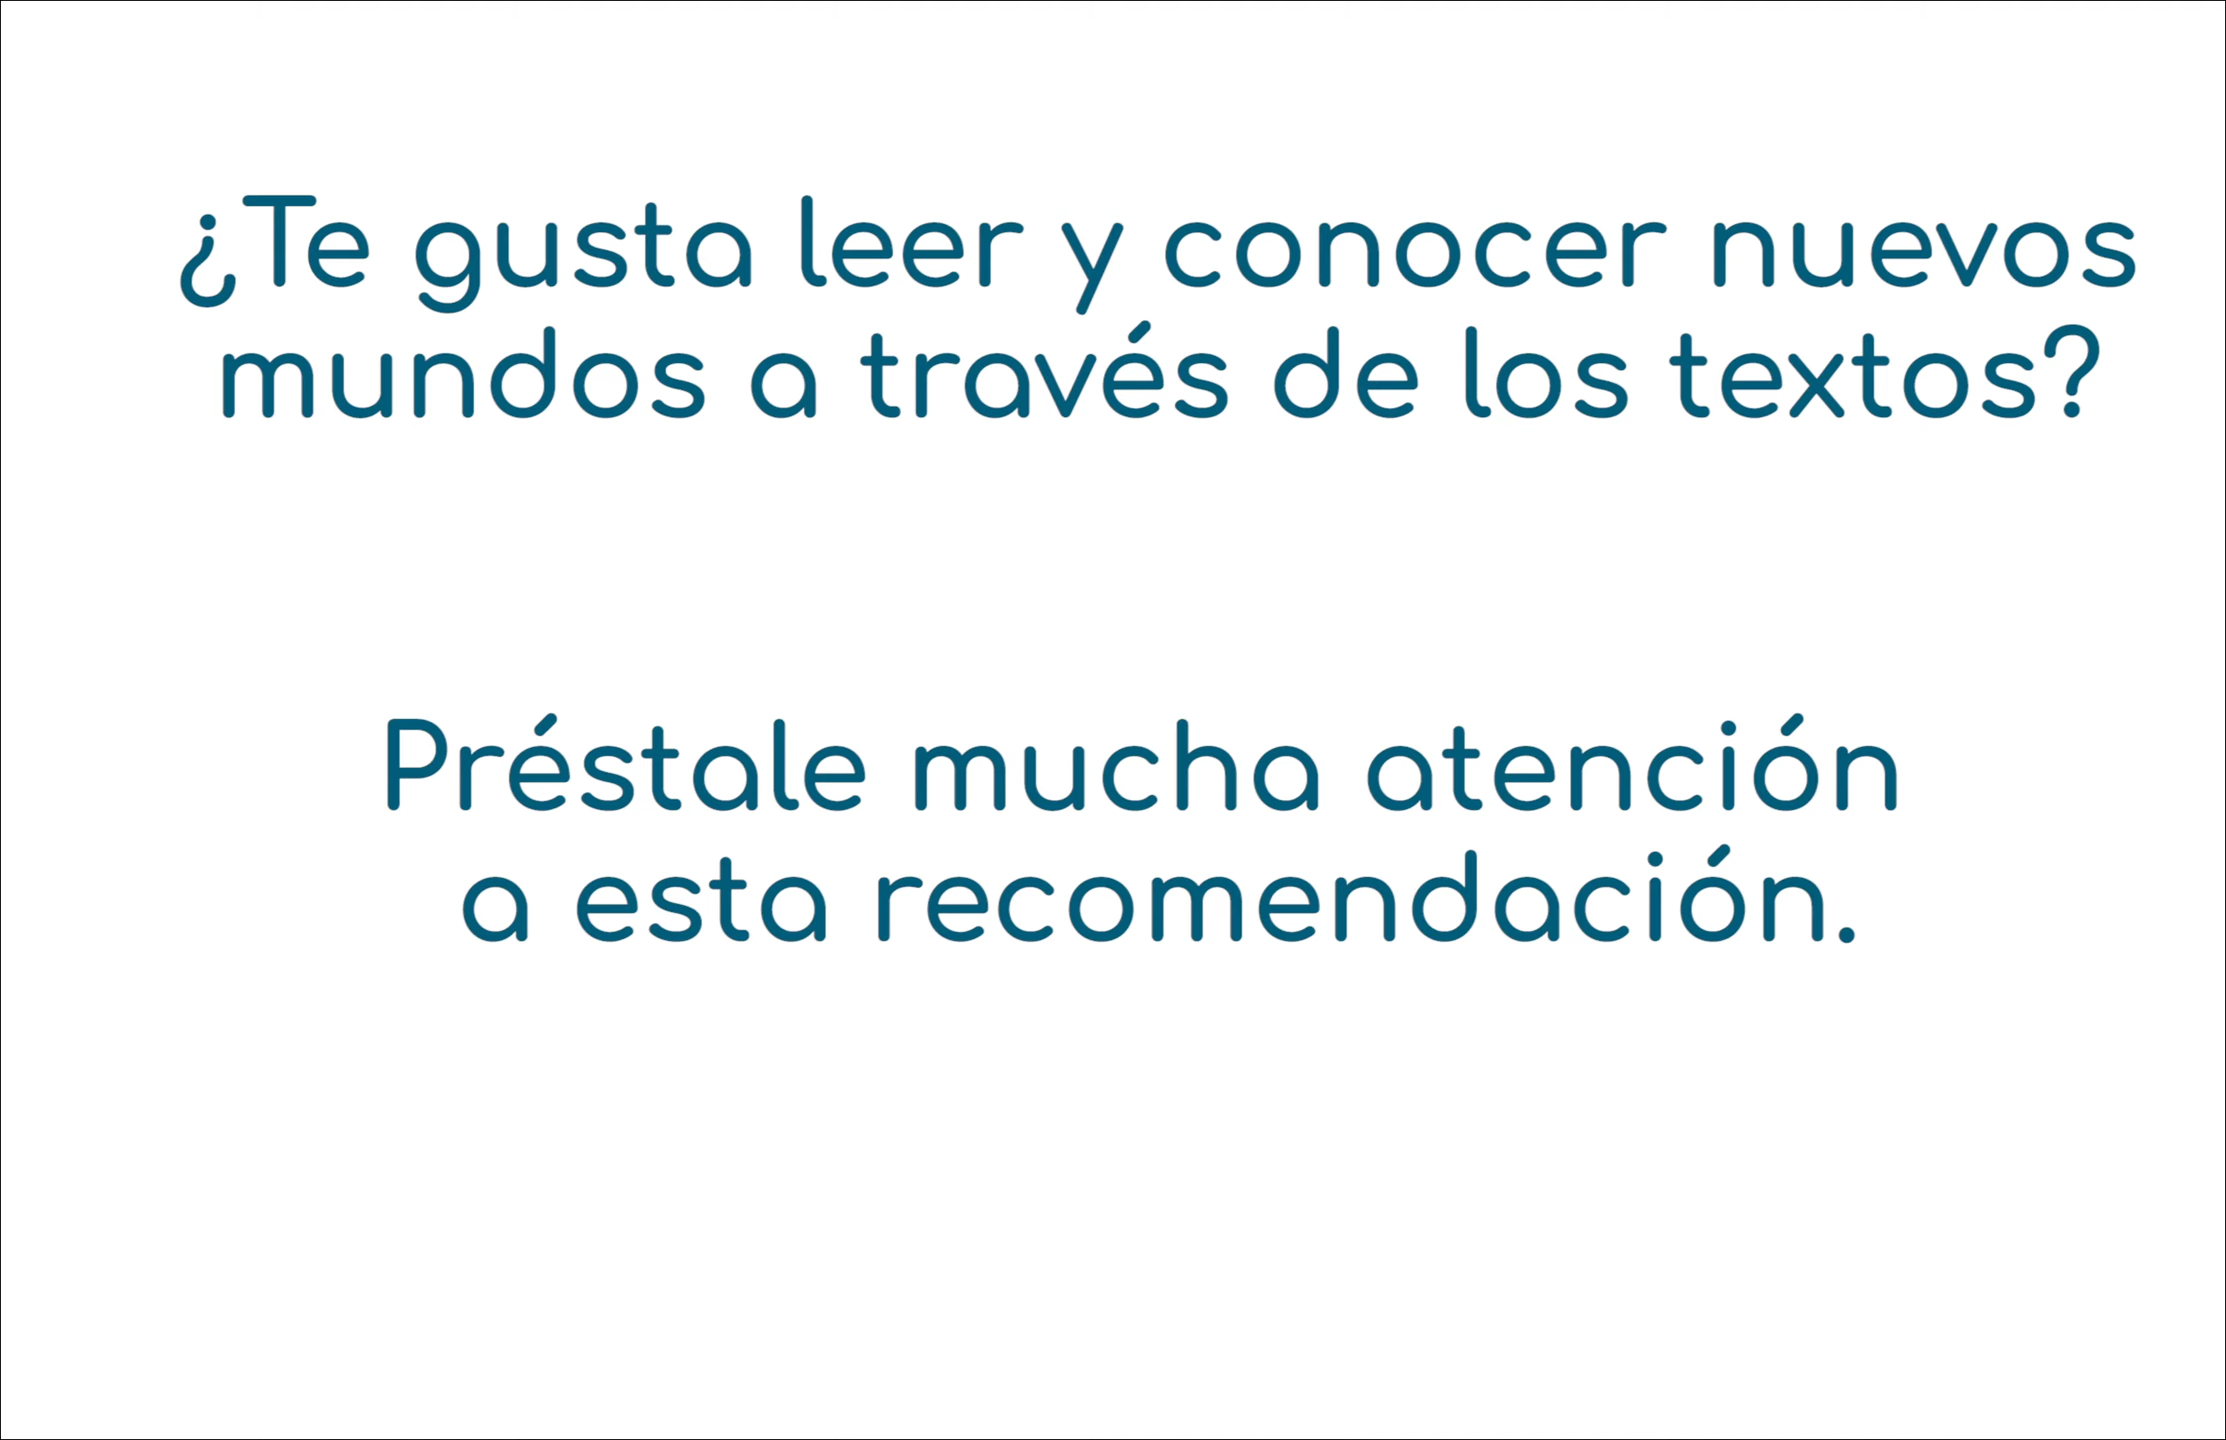 ¿Te gusta leer y conocer nuevos
mundos a través de los textos?
Préstale mucha atención
a esta recomendación.